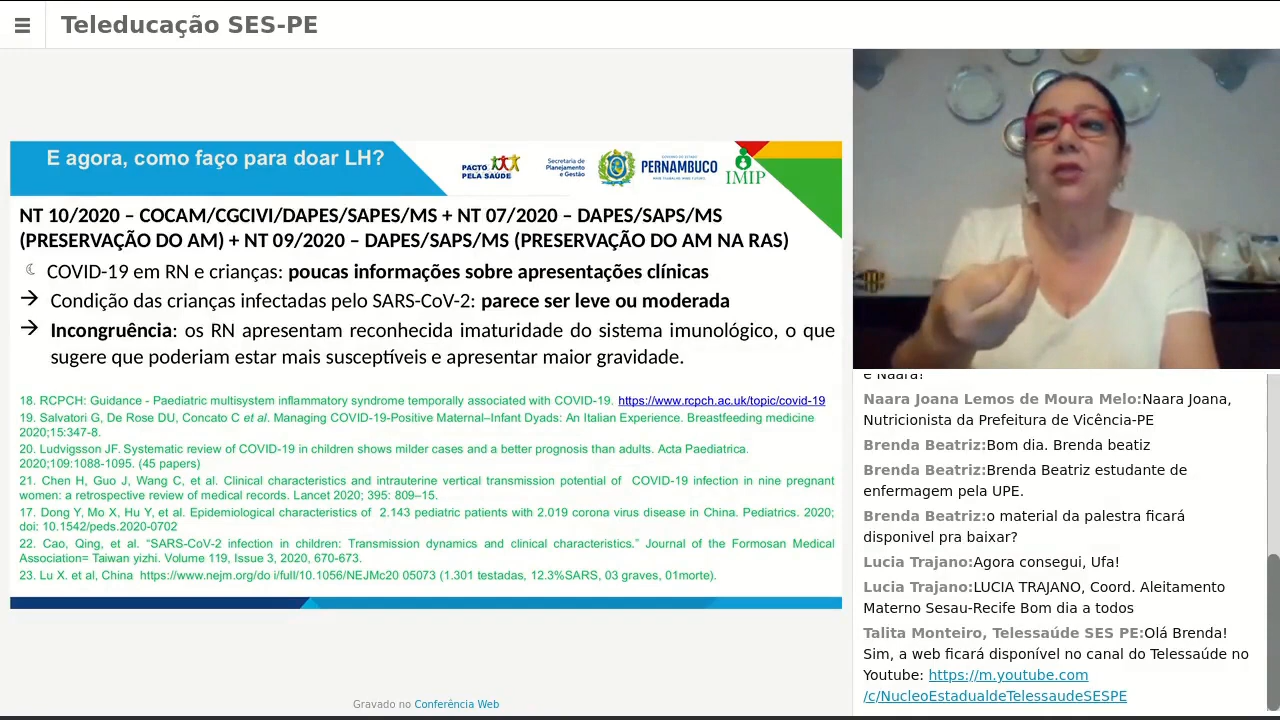 Teleducação SES-PE
E agora, como faço para doar LH?
PACTO
PELA SAÚDE
Secretaria de
Planejamento
e Gestão
PERNAMBUCO
IMIP
NT 10/2020 – COCAM/CGCIVI/DAPES/SAPES/MS + NT 07/2020 – DAPES/SAPS/MS
(PRESERVAÇÃO DO AM) + NT 09/2020 – DAPES/SAPS/MS (PRESERVAÇÃO DO AM NA RAS)
COVID-19 em RN e crianças: poucas informações sobre apresentações clínicas
→ Condição das crianças infectadas pelo SARS-CoV-2: parece ser leve ou moderada
→ Incongruência: os RN apresentam reconhecida imaturidade do sistema imunológico, o que
sugere que poderiam estar mais susceptíveis e apresentar maior gravidade.
18. RCPCH: Guidance - Paediatric multisystem inflammatory syndrome temporally associated with COVID-19. https://www.rcpch.ac.uk/topic/covid-19
19. Salvatori G, De Rose DU, Concato C et al. Managing COVID-19-Positive Maternal–Infant Dyads: An Italian Experience. Breastfeeding medicine
2020;15:347-8.
20. Ludvigsson JF. Systematic review of COVID-19 in children shows milder cases and a better prognosis than adults. Acta Paediatrica.
2020;109:1088-1095. (45 papers)
21. Chen H, Guo J, Wang C, et al. Clinical characteristics and intrauterine vertical transmission potential of COVID-19 infection in nine pregnant
women: a retrospective review of medical records. Lancet 2020; 395: 809–15.
17. Dong Y, Mo X, Hu Y, et al. Epidemiological characteristics of 2.143 pediatric patients with 2.019 corona virus disease in China. Pediatrics. 2020;
doi: 10.1542/peds.2020-0702
22. Cao, Qing, et al. “SARS-CoV-2 infection in children: Transmission dynamics and clinical characteristics.” Journal of the Formosan Medical
Association= Taiwan yizhi. Volume 119, Issue 3, 2020, 670-673.
23. Lu X. et al, China https://www.nejm.org/do i/full/10.1056/NEJMc20 05073 (1.301 testadas, 12.3%SARS, 03 graves, 01morte).
Gravado no Conferência Web
e Naara!
Naara Joana Lemos de Moura Melo:Naara Joana,
Nutricionista da Prefeitura de Vicência-PE
Brenda Beatriz:Bom dia. Brenda beatiz
Brenda Beatriz:Brenda Beatriz estudante de
enfermagem pela UPE.
Brenda Beatriz:o material da palestra ficará
disponivel pra baixar?
Lucia Trajano:Agora consegui, Ufa!
Lucia Trajano:LUCIA TRAJANO, Coord. Aleitamento
Materno Sesau-Recife Bom dia a todos
Talita Monteiro, Telessaúde SES PE:Olá Brenda!
Sim, a web ficará disponível no canal do Telessaúde no
Youtube: https://m.youtube.com
/c/NucleoEstadualdeTelessaudeSESPE